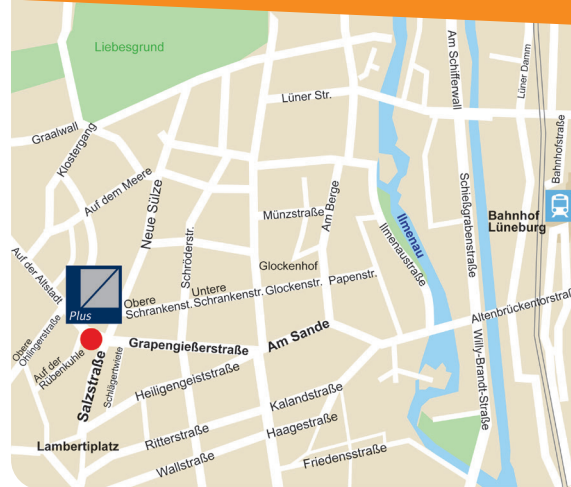 Liebesgrund
Am Schifferwall
Lüner Damm
Bahnhofstraße
Lüner Str.
Graalwall
Klostergang
Auf dem Meere
Neue Sülze
Schröderstr.
Münzstraße
Am Berge
Ilmenau
Ilmenaustraße
Schießgrabenstraße
Bahnhof
Lüneburg
Auf der Altstadt
Glockenhof
Plus
Obere
Schrankenst.
Untere
Schrankenstr.
Glockenstr.
Papenstr.
Altenbrückentorstraß
Obere
Ohlingerstraße
Auf der
Rübenkuhle
Grapengießerstraße
Am Sande
Willy-Brandt-Straße
Salzstraße
Schlägertwiete
Heiligengeiststraße
Kalandstraße
Lambertiplatz
Ritterstraße
Haagestraße
Wallstraße
Friedensstraße